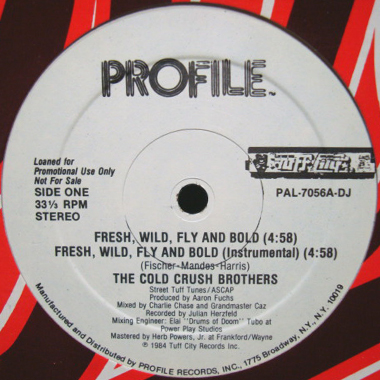 PROFILE™
Loaned for
Promotional Use Only
Not For Sale
SIDE ONE
33⅓ RPM
STEREO
TUFF CITY
PAL-7056A-DJ
FRESH, WILD, FLY AND BOLD (4:58)
FRESH, WILD, FLY AND BOLD (Instrumental) (4:58)
(Fischer-Mandes-Harris)
THE COLD CRUSH BROTHERS
Street Tuff Tunes/ASCAP
Produced by Aaron Fuchs
Mixed by Charlie Chase and Grandmaster Caz
Recorded by Julian Herzfeld
Mixing Engineer: Elai "Drums of Doom" Tube at
Power Play Studios
Mastered by Herb Powers, Jr. at Frankford/Wayne
℗ 1984 Tuff City Records Inc.
Manufactured and Distributed by PROFILE RECORDS, INC., 1775 Broadway, N.Y., N.Y. 10019